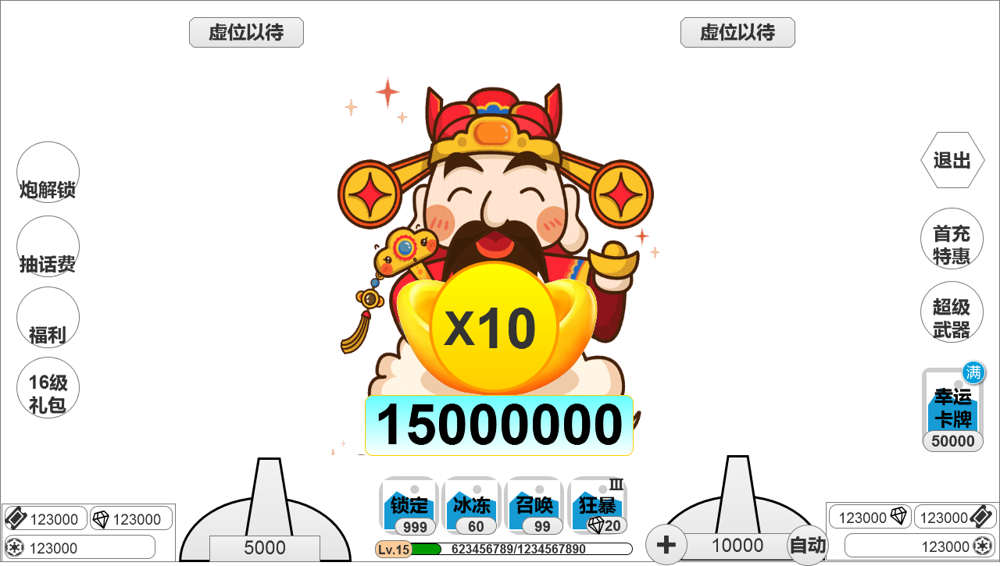 虚位以待
虚位以待
炮解锁
抽话费
福利
16级
礼包
退出
首充
特惠
超级
武器
满
幸运
卡牌
50000
X10
15000000
锁定
999
冰冻
60
召唤
99
III
狂暴
20
Lv.15
623456789/1234567890
123000
123000
123000
5000
10000
自动
123000
123000
123000